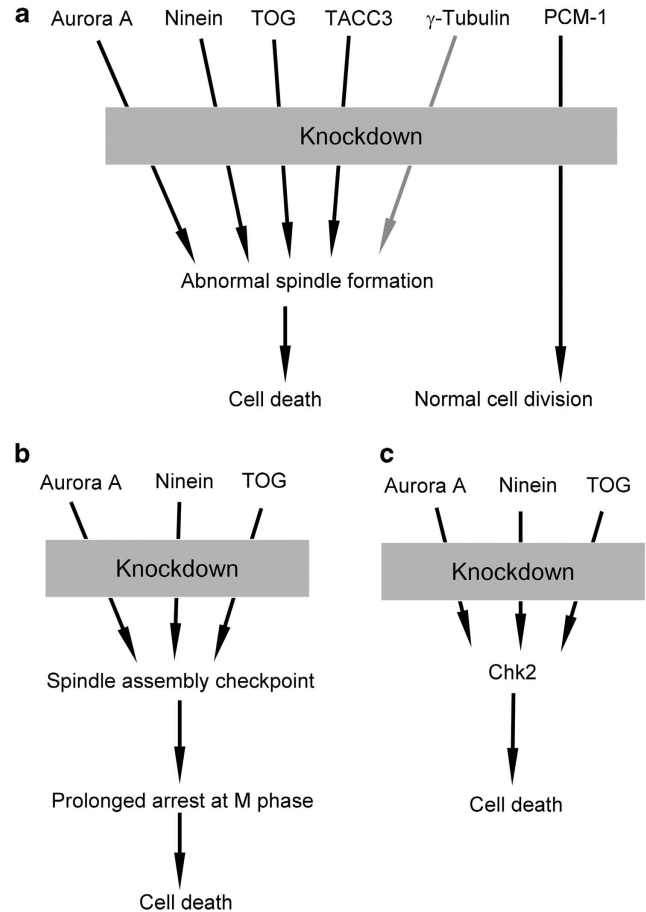 a
Aurora A Ninein TOG TACC3 γ-Tubulin PCM-1
Knockdown
Abnormal spindle formation
Cell death Normal cell division
b
Aurora A Ninein TOG
Knockdown
Spindle assembly checkpoint
Prolonged arrest at M phase
Cell death
c
Aurora A Ninein TOG
Knockdown
Chk2
Cell death